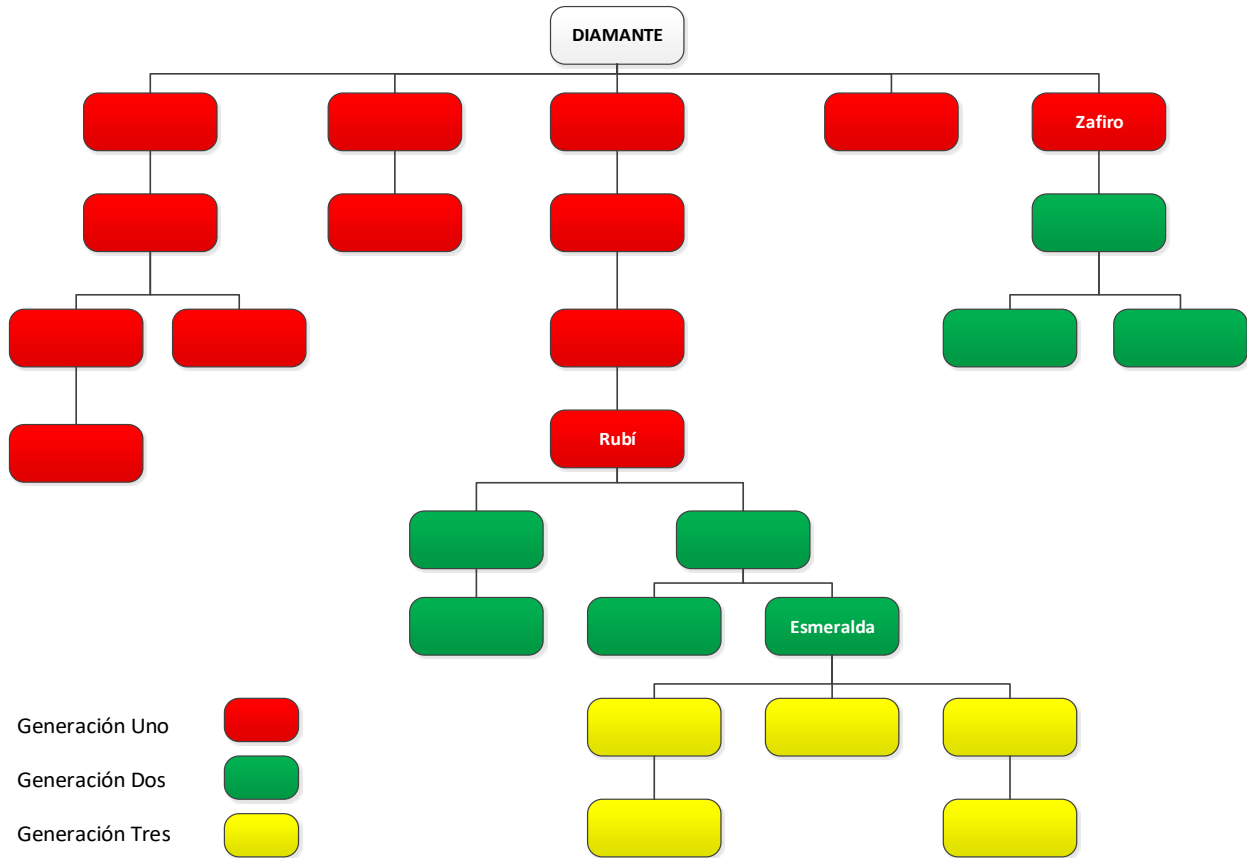 DIAMANTE
Zafiro
Rubí
Esmeralda
Generación Uno
Generación Dos
Generación Tres